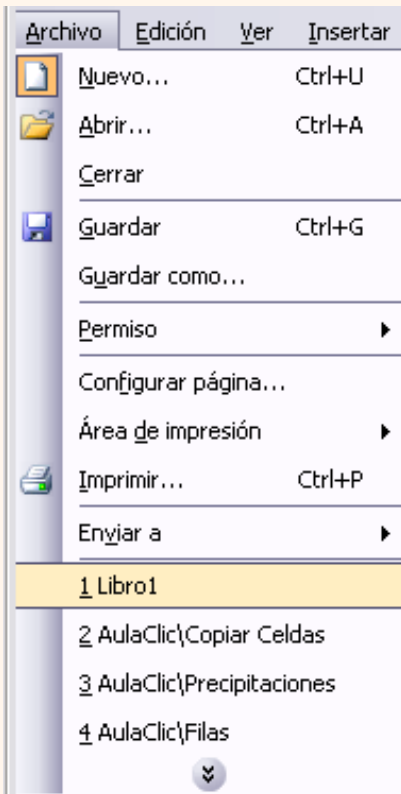 Archivo Edición Ver Insertar
Nuevo... Ctrl+U
Abrir... Ctrl+A
Cerrar
Guardar Ctrl+G
Guardar como...
Permiso
Configurar página...
Área de impresión
Imprimir... Ctrl+P
Enviar a
1 Libro1
2 AulaClic\Copiar Celdas
3 AulaClic\Precipitaciones
4 AulaClic\Filas